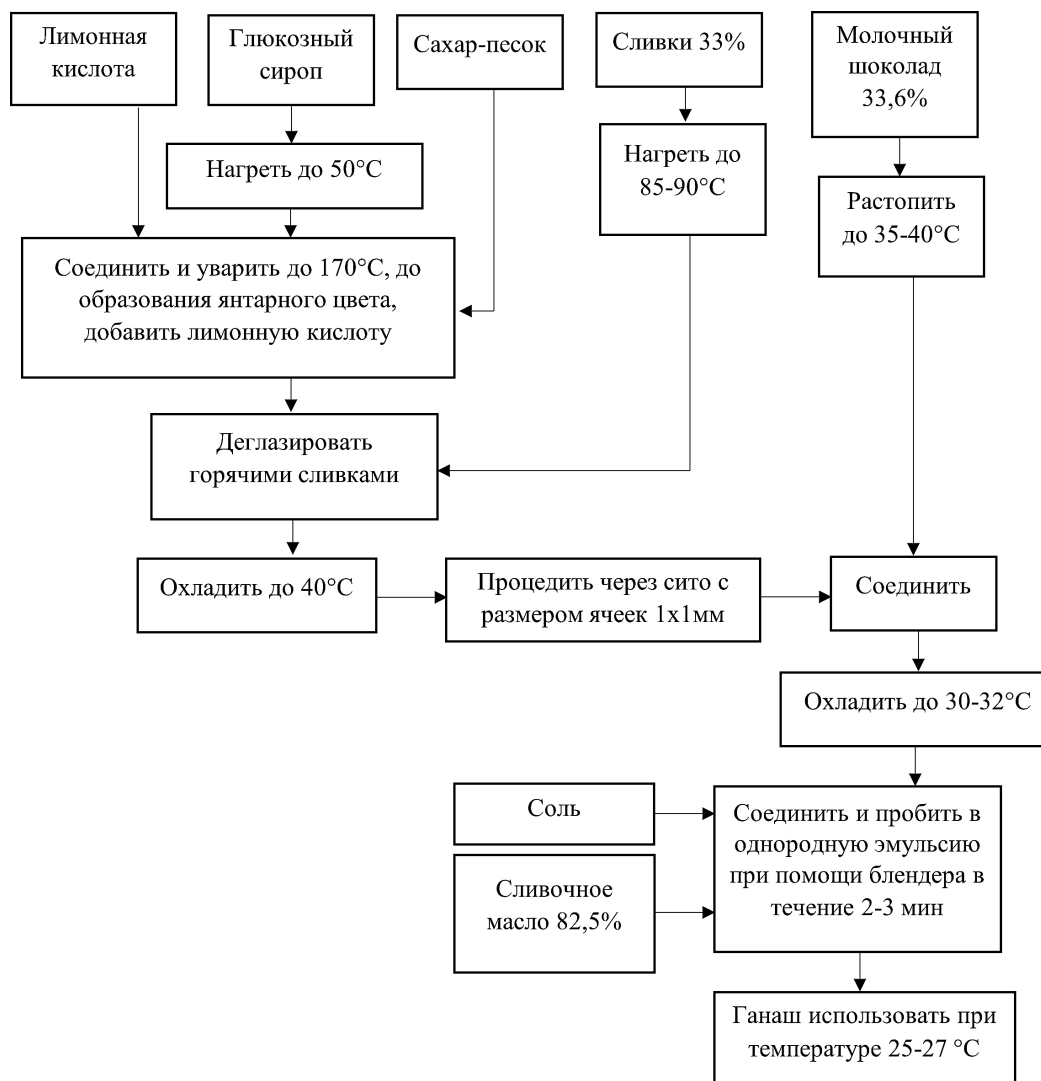 Лимонная
кислота
Глюкозный
сироп
Сахар-песок
Сливки 33%
Молочный
шоколад
33,6%
Нагреть до 50°С
Нагреть до
85-90°С
Растопить
до 35-40°С
Соединить и уварить до 170°С, до
образования янтарного цвета,
добавить лимонную кислоту
Деглазировать
горячими сливками
Охладить до 40°С
Процедить через сито с
размером ячеек 1х1мм
Соединить
Охладить до 30-32°С
Соль
Сливочное
масло 82,5%
Соединить и пробить в
однородную эмульсию
при помощи блендера в
течение 2-3 мин
Ганаш использовать при
температуре 25-27 °С